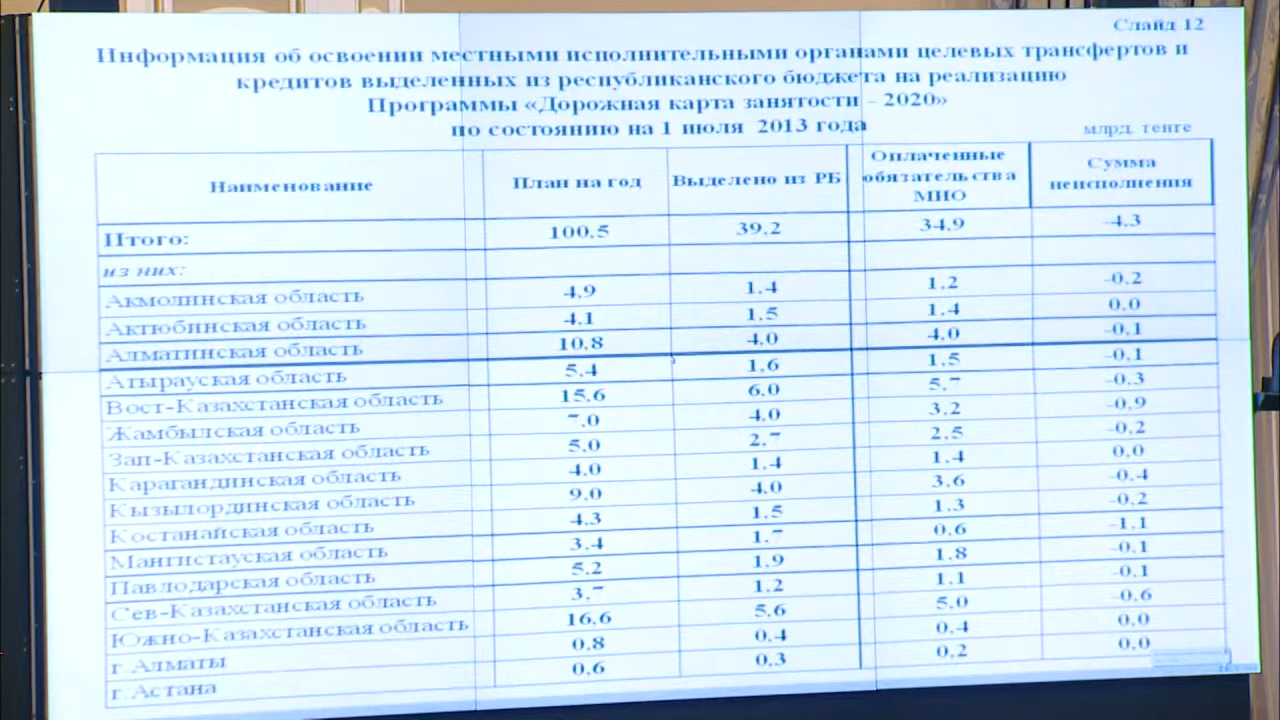 Слайд 12
Информация об освоении местными исполнительными органами целевых трансфертов и
кредитов выделенных из республиканского бюджета на реализацию
Программы «Дорожная карта занятости - 2020»
по состоянию на 1 июля 2013 года
млрд. тенге
Наименование План на год Выделено из РБ Оплаченные обязательства МИО Сумма неисполнения
Итого: 100,5 39,2 34,9 -4,3
из них:
Акмолинская область 4,9 1,4 1,2 -0,2
Актюбинская область 4,1 1,5 1,4 0,0
Алматинская область 10,8 4,0 4,0 -0,1
Атырауская область 5,4 1,6 1,5 -0,1
Вост-Казахстанская область 15,6 6,0 5,7 -0,3
Жамбылская область 7,0 4,0 3,2 -0,9
Зап-Казахстанская область 5,0 2,7 2,5 -0,2
Карагандинская область 4,0 1,4 1,4 0,0
Кызылординская область 9,0 4,0 3,6 -0,4
Костанайская область 4,3 1,5 1,3 -0,2
Мангистауская область 3,4 1,7 0,6 -1,1
Павлодарская область 5,2 1,9 1,8 -0,1
Сев-Казахстанская область 3,7 1,2 1,1 -0,1
Южно-Казахстанская область 16,6 5,6 5,0 -0,6
г.Алматы 0,8 0,4 0,4 0,0
г.Астана 0,6 0,3 0,2 0,0